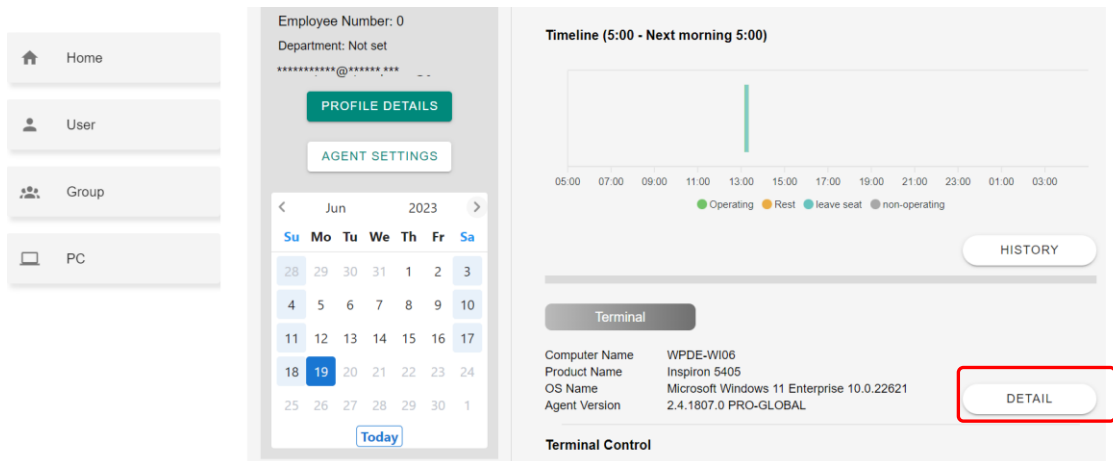 Home
User
Group
PC
Employee Number: 0
Department: Not set
***********@******.***
PROFILE DETAILS
AGENT SETTINGS
< Jun 2023 >
Su Mo Tu We Th Fr Sa
28 29 30 31 1 2 3
4 5 6 7 8 9 10
11 12 13 14 15 16 17
18 19 20 21 22 23 24
25 26 27 28 29 30 1
Today
Timeline (5:00 - Next morning 5:00)
05:00 07:00 09:00 11:00 13:00 15:00 17:00 19:00 21:00 23:00 01:00 03:00
Operating Rest leave seat non-operating
HISTORY
Terminal
Computer Name WPDE-WI06
Product Name Inspiron 5405
OS Name Microsoft Windows 11 Enterprise 10.0.22621
Agent Version 2.4.1807.0 PRO-GLOBAL
DETAIL
Terminal Control